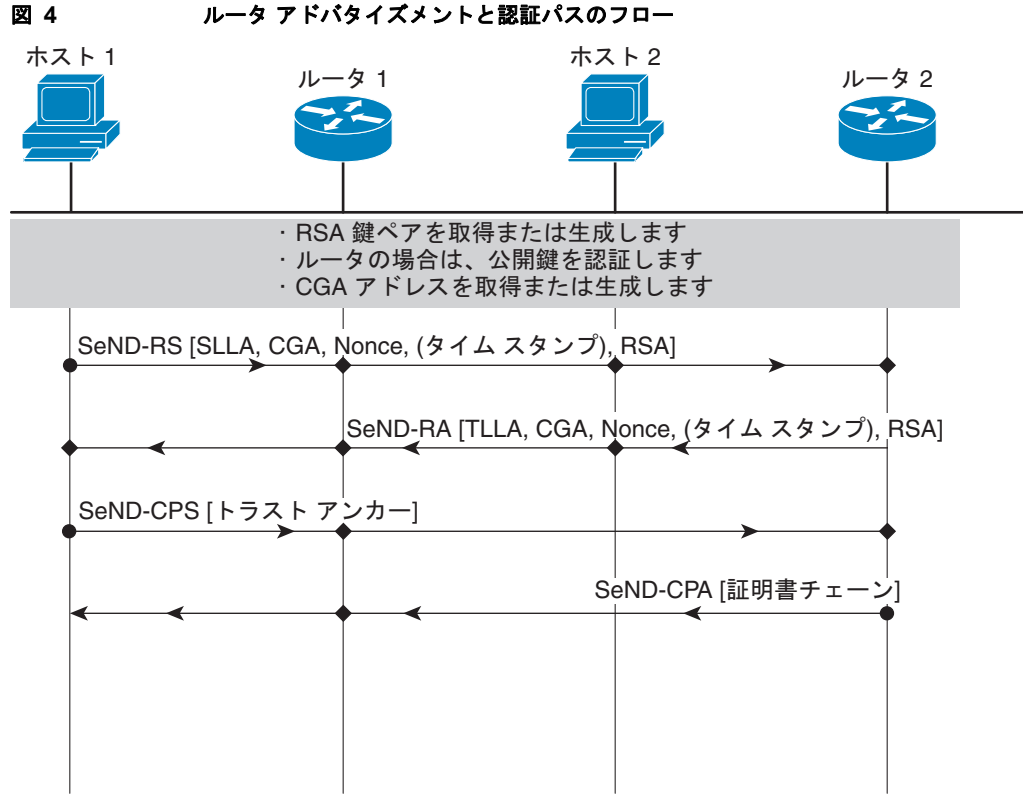 図 4 ルータ アドバタイズメントと認証パスのフロー
ホスト 1
ルータ 1
ホスト 2
ルータ 2
・RSA 鍵ペアを取得または生成します
・ルータの場合は、公開鍵を認証します
・CGA アドレスを取得または生成します
SeND-RS [SLLA, CGA, Nonce, (タイム スタンプ), RSA]
SeND-RA [TLLA, CGA, Nonce, (タイム スタンプ), RSA]
SeND-CPS [トラスト アンカー]
SeND-CPA [証明書チェーン]